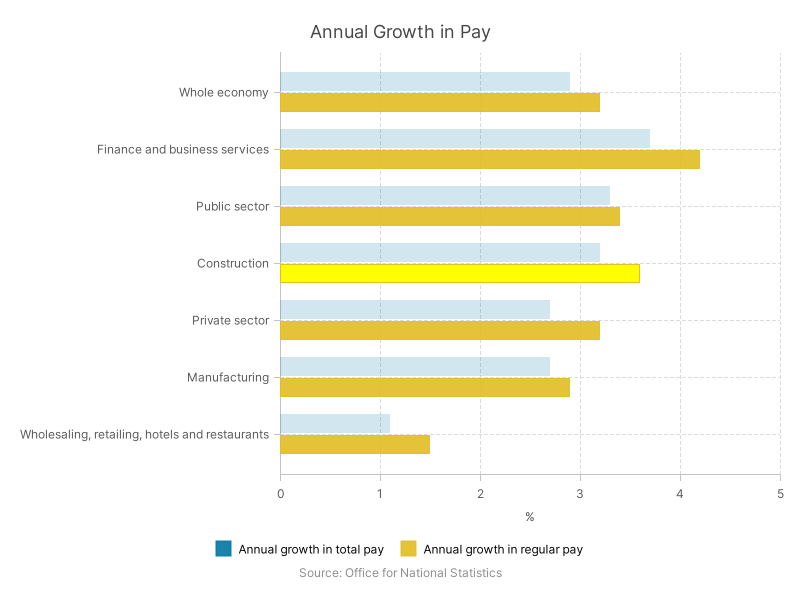 Annual Growth in Pay
Whole economy
Finance and business services
Public sector
Construction
Private sector
Manufacturing
Wholesaling, retailing, hotels and restaurants
0 1 2 3 4 5
%
Annual growth in total pay Annual growth in regular pay
Source: Office for National Statistics